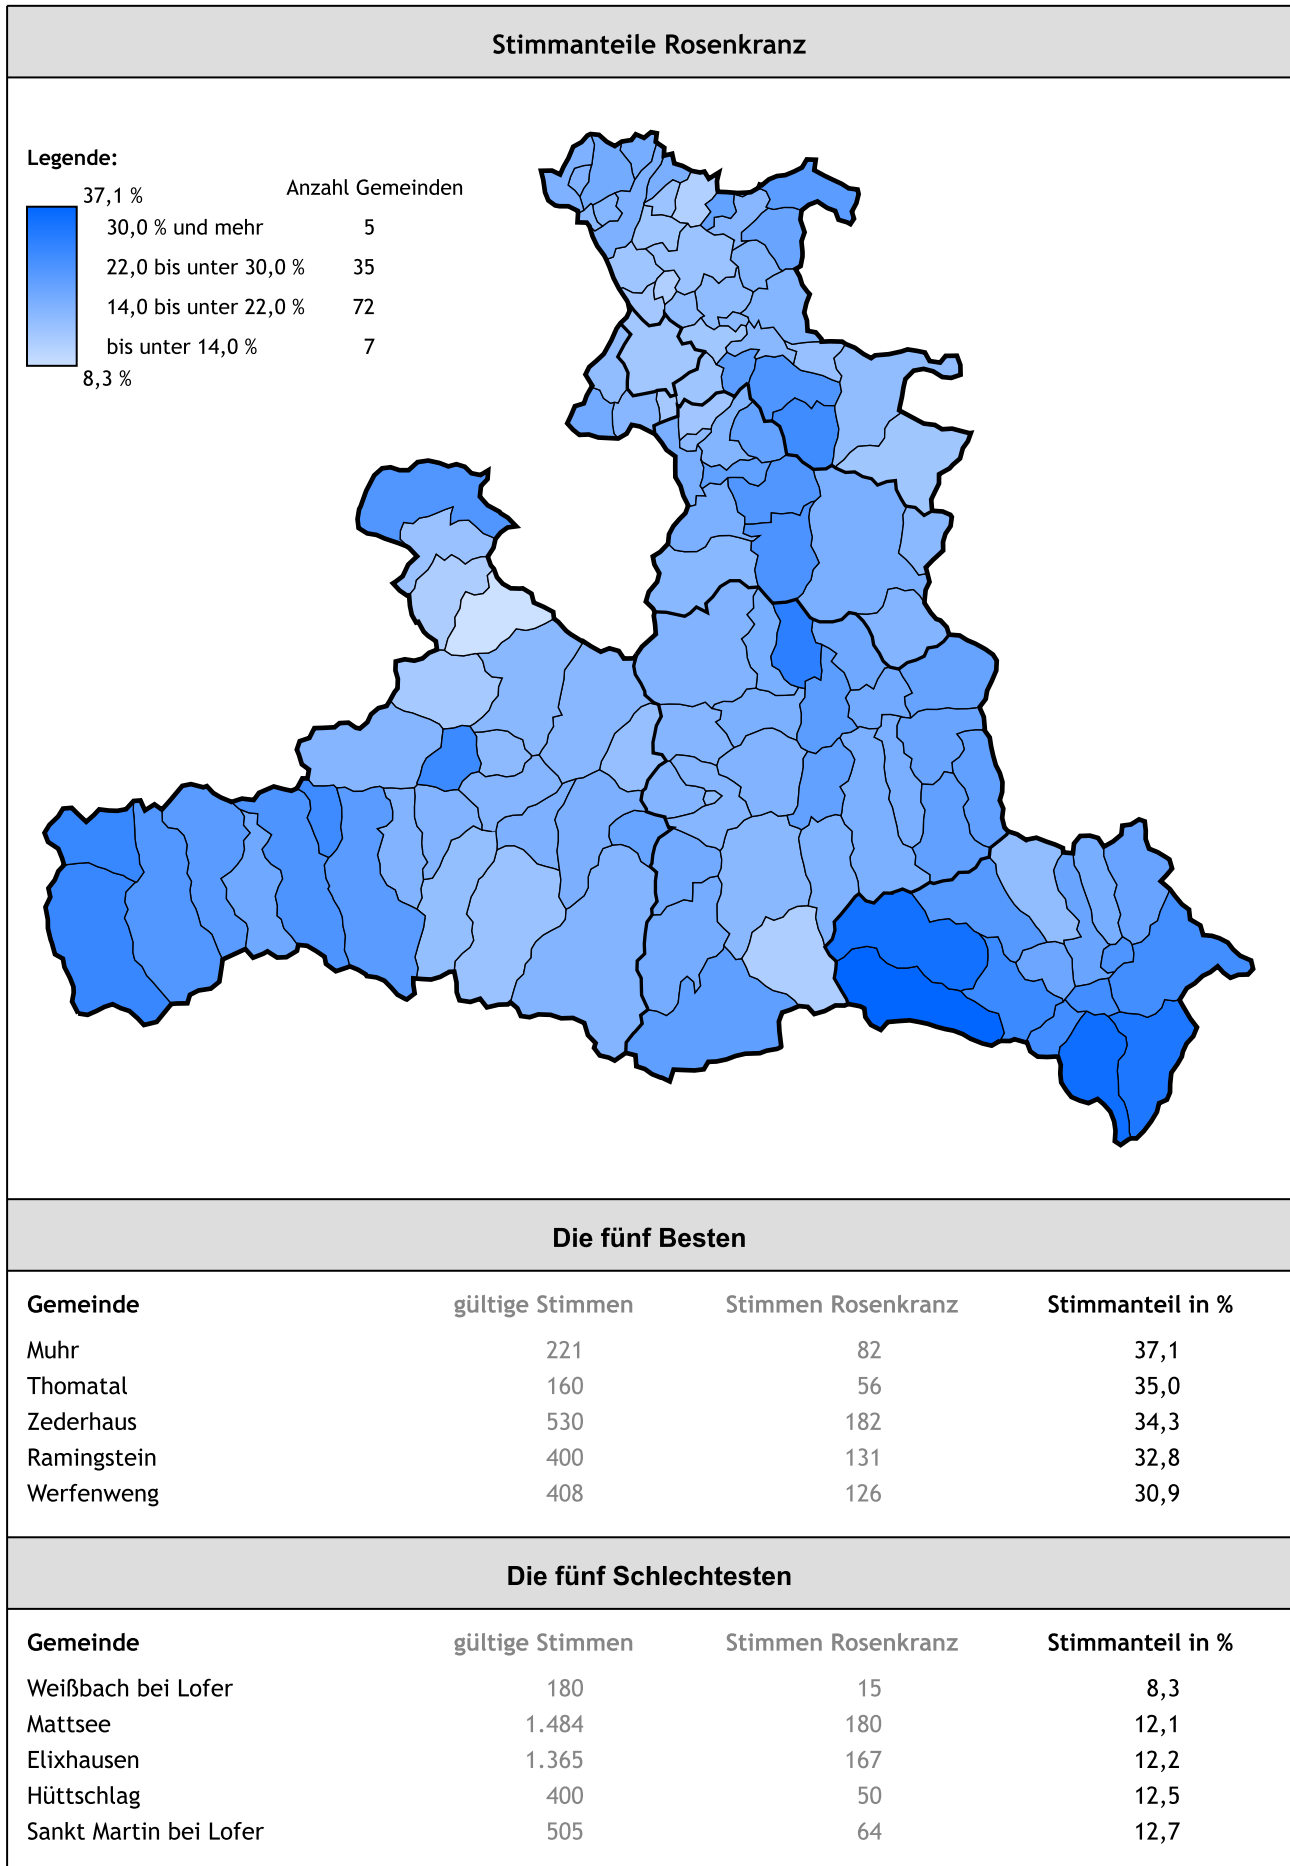 Stimmanteile Rosenkranz
Legende:
37,1 %
Anzahl Gemeinden
30,0 % und mehr 5
22,0 bis unter 30,0 % 35
14,0 bis unter 22,0 % 72
bis unter 14,0 % 7
8,3 %
Die fünf Besten
Gemeinde gültige Stimmen Stimmen Rosenkranz Stimmanteil in %
Muhr 221 82 37,1
Thomatal 160 56 35,0
Zederhaus 530 182 34,3
Ramingstein 400 131 32,8
Werfenweng 408 126 30,9
Die fünf Schlechtesten
Gemeinde gültige Stimmen Stimmen Rosenkranz Stimmanteil in %
Weißbach bei Lofer 180 15 8,3
Mattsee 1.484 180 12,1
Elixhausen 1.365 167 12,2
Hüttschlag 400 50 12,5
Sankt Martin bei Lofer 505 64 12,7